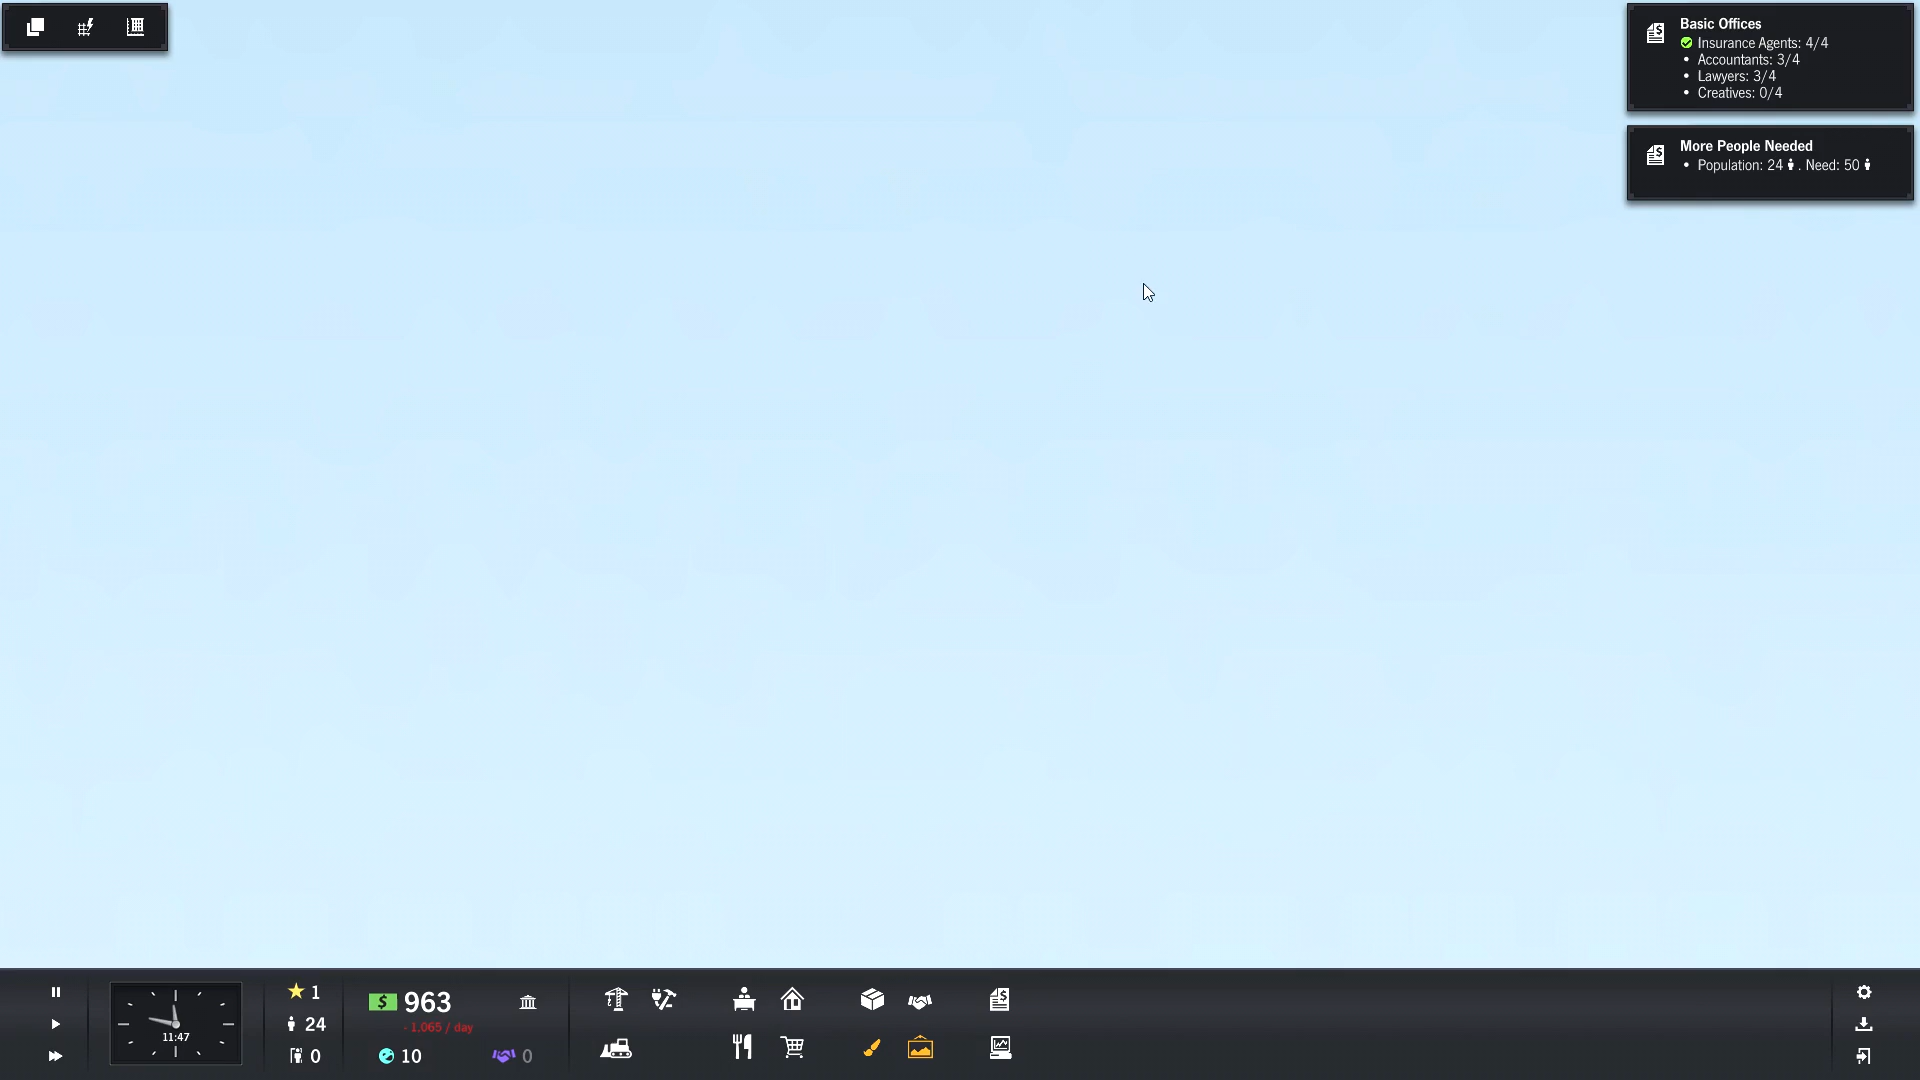 Basic Offices
Insurance Agents: 4/4
• Accountants: 3/4
• Lawyers: 3/4
• Creatives: 0/4
More People Needed
• Population: 24 . Need: 50
11:47
1
24
0
$ 963
- 1,065 / day
10
0